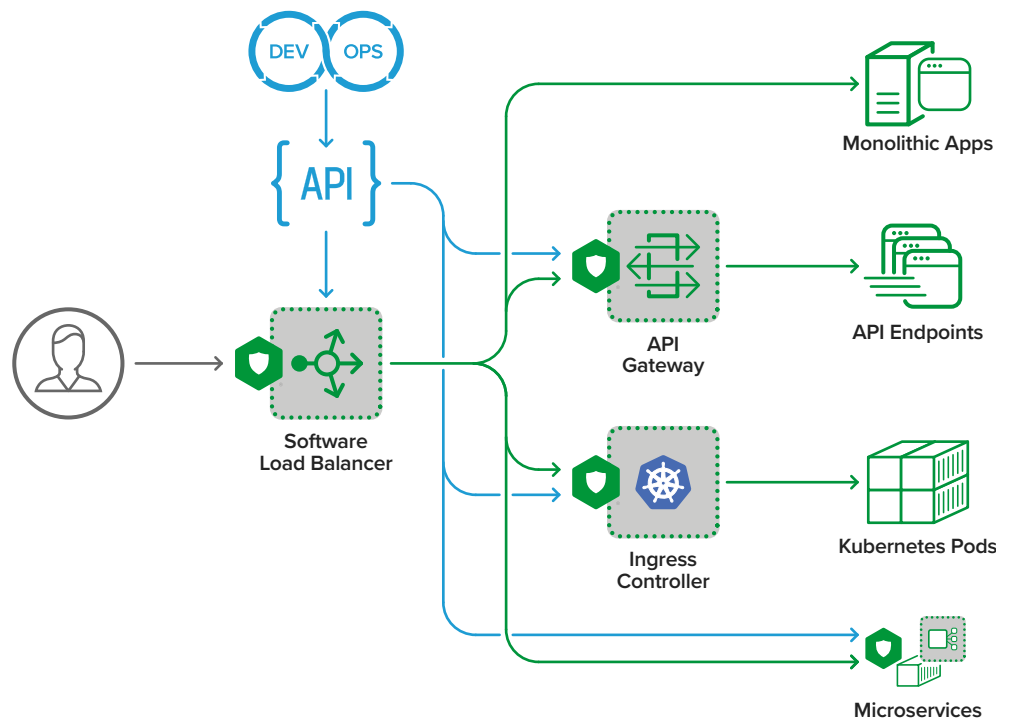 DEV OPS
{ API }
Monolithic Apps
API
Gateway
API Endpoints
Software
Load Balancer
Ingress
Controller
Kubernetes Pods
Microservices